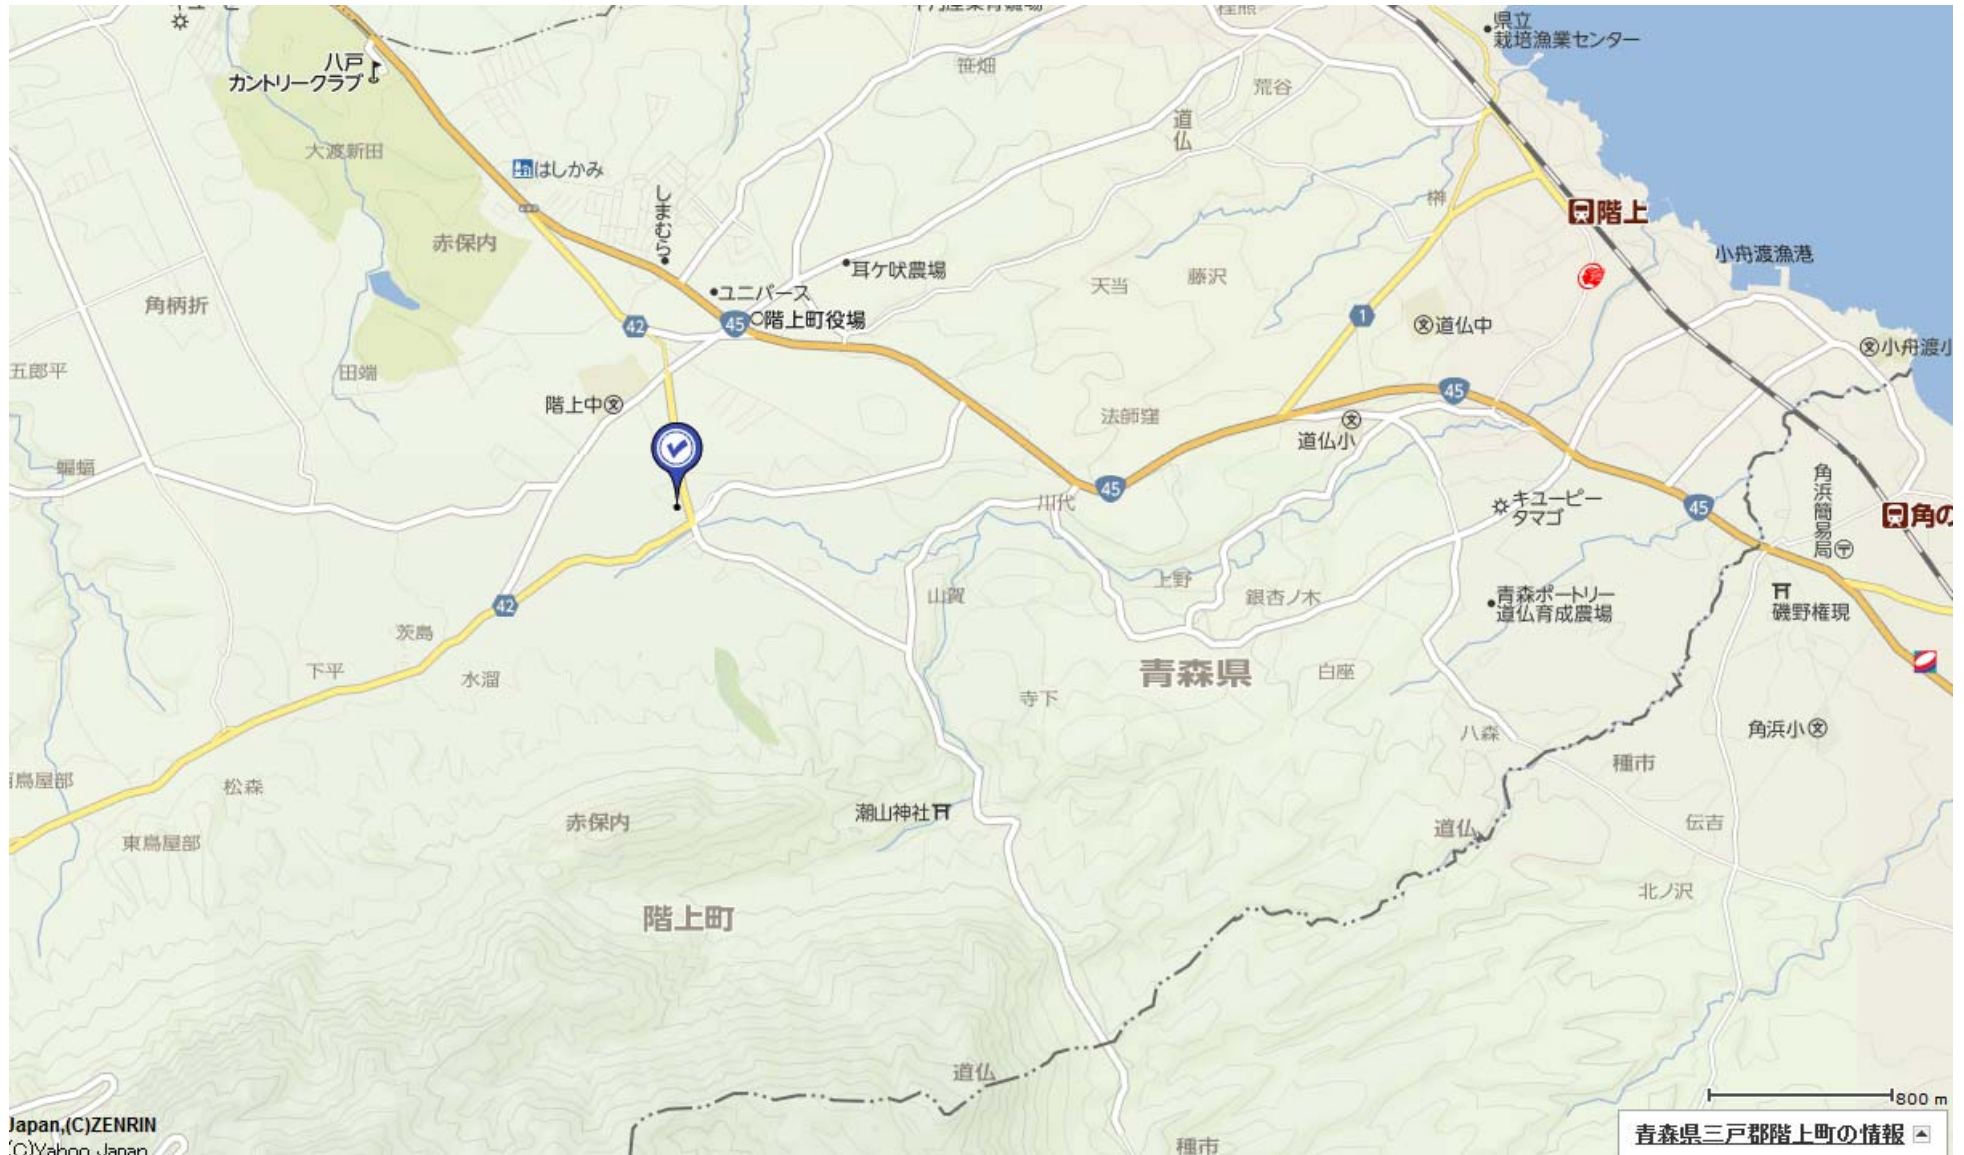 県立
栽培漁業センター
笹畑
荒谷
道仏
八戸
カントリークラブ
大渡新田
はしかみ
しまむら
榊
階上
赤保内
小舟渡漁港
耳ケ吠農場
天当
藤沢
角柄折
ユニバース
45
階上町役場
42
1
道仏中
小舟渡小
五郎平
田端
階上中
45
法師窪
道仏小
蝙蝠
角浜簡易局
川代
45
キユーピー
タマゴ
45
角の
上野
山賀
銀杏ノ木
青森ポートリー
道仏育成農場
磯野権現
42
茨島
下平
水溜
青森県
白座
寺下
角浜小
八森
種市
鳥屋部
松森
潮山神社
赤保内
道仏
伝吉
東鳥屋部
北ノ沢
階上町
道仏
800 m
Japan,(C)ZENRIN
(C)Yahoo Japan
青森県三戸郡階上町の情報
種市